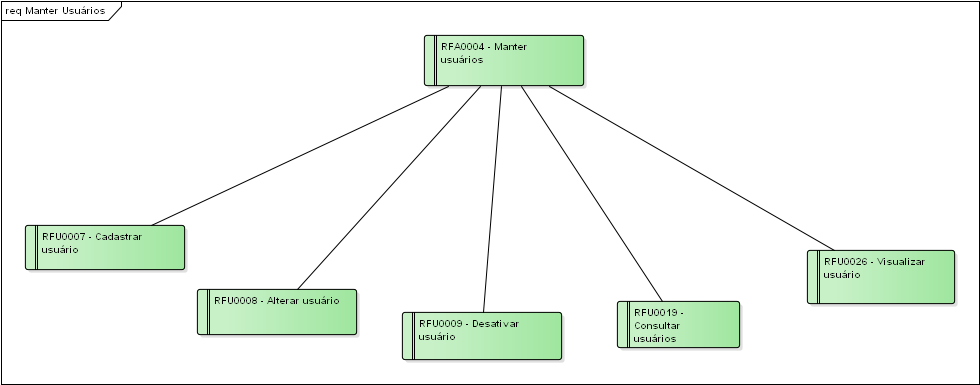 req Manter Usuários
RFA0004 - Manter
usuários
RFU0007 - Cadastrar
usuário
RFU0008 - Alterar usuário
RFU0009 - Desativar
usuário
RFU0019 -
Consultar
usuários
RFU0026 - Visualizar
usuário